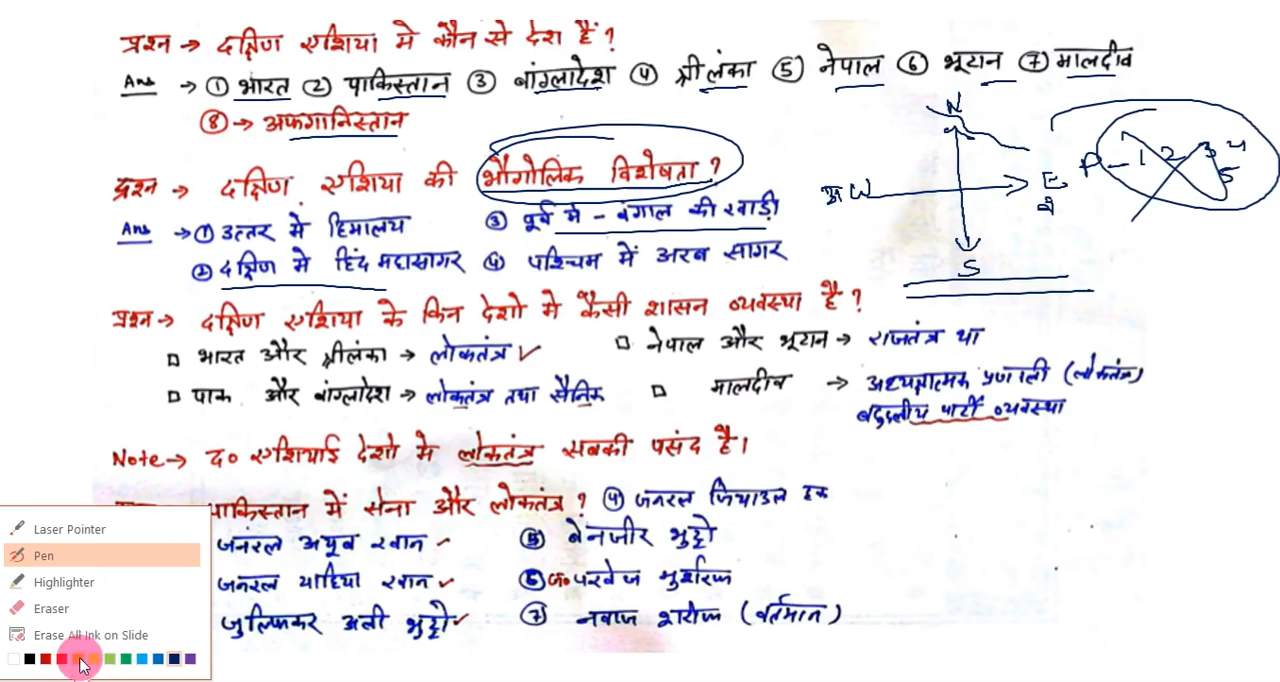 प्रश्न → दक्षिण एशिया मे कौन से देश हैं?
Ans → ① भारत ② पाकिस्तान ③ बांग्लादेश ④ श्रीलंका ⑤ नेपाल ⑥ भूटान ⑦ मालदीव
⑧ → अफगानिस्तान
N
P - 1 2 3 4
5
W E
S
प्रश्न → दक्षिण एशिया की भौगोलिक विशेषता?
Ans → ① उत्तर में हिमालय ③ पूर्व मे - बंगाल की खाड़ी
② दक्षिण मे हिंद महासागर ④ पश्चिम में अरब सागर
प्रश्न → दक्षिण एशिया के किन देशो मे कैसी शासन व्यवस्था है?
□ भारत और श्रीलंका → लोकतंत्र ✓ □ नेपाल और भूटान → राजतंत्र था
□ पाक और बांग्लादेश → लोकतंत्र तथा सैनिक □ मालदीव → अध्यक्षात्मक प्रणाली (लोकतंत्र)
बहुदलीय पार्टी व्यवस्था
Note → द० एशियाई देशो मे लोकतंत्र सबकी पसंद है।
पाकिस्तान में सेना और लोकतंत्र? ④ जनरल जियाउल हक
जनरल अयूब खान ⑤ बेनजीर भुट्टो
जनरल याहिया खान ✓ ⑥ ज० परवेज मुशर्रफ
जुल्फिकर अली भुट्टो ✓ ⑦ नवाज शरीफ (वर्तमान)
Laser Pointer
Pen
Highlighter
Eraser
Erase All Ink on Slide